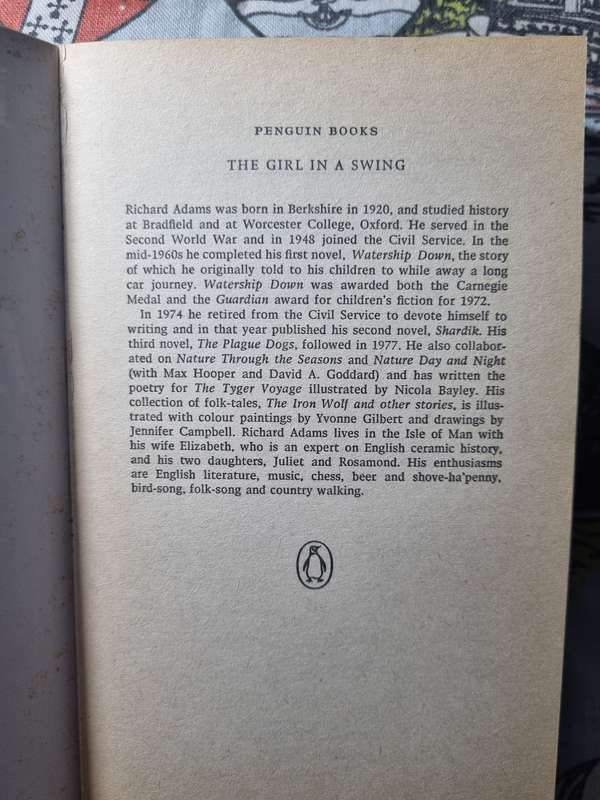 PENGUIN BOOKS
THE GIRL IN A SWING
Richard Adams was born in Berkshire in 1920, and studied history
at Bradfield and at Worcester College, Oxford. He served in the
Second World War and in 1948 joined the Civil Service. In the
mid-1960s he completed his first novel, Watership Down, the story
of which he originally told to his children to while away a long
car journey. Watership Down was awarded both the Carnegie
Medal and the Guardian award for children's fiction for 1972.
In 1974 he retired from the Civil Service to devote himself to
writing and in that year published his second novel, Shardik. His
third novel, The Plague Dogs, followed in 1977. He also collabor-
ated on Nature Through the Seasons and Nature Day and Night
(with Max Hooper and David A. Goddard) and has written the
poetry for The Tyger Voyage illustrated by Nicola Bayley. His
collection of folk-tales, The Iron Wolf and other stories, is illus-
trated with colour paintings by Yvonne Gilbert and drawings by
Jennifer Campbell. Richard Adams lives in the Isle of Man with
his wife Elizabeth, who is an expert on English ceramic history,
and his two daughters, Juliet and Rosamond. His enthusiasms
are English literature, music, chess, beer and shove-ha'penny,
bird-song, folk-song and country walking.